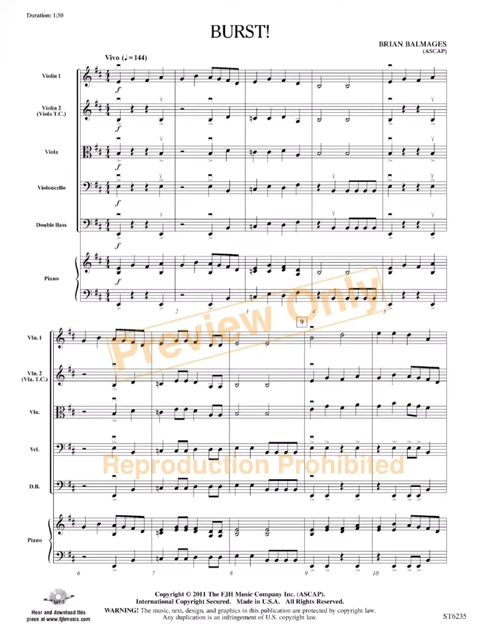 Duration: 1:30
BURST!
BRIAN BALMAGES
(ASCAP)
Vivo (♩= 144)
Violin 1
f
Violin 2
(Viola T.C.)
f
Viola
f
Violoncello
f
Double Bass
f
Piano
f
2
3
4
5
9
Vln. 1
Vln. 2
(Vla. T.C.)
Vla.
Vcl.
D.B.
Piano
6
7
8
9
10
11
Preview Only
Reproduction Prohibited
Hear and download this
piece at www.fjhmusic.com
Copyright © 2011 The FJH Music Company Inc. (ASCAP).
International Copyright Secured. Made in U.S.A. All Rights Reserved.
WARNING! The music, text, design, and graphics in this publication are protected by copyright law.
Any duplication is an infringement of U.S. copyright law.
ST6235